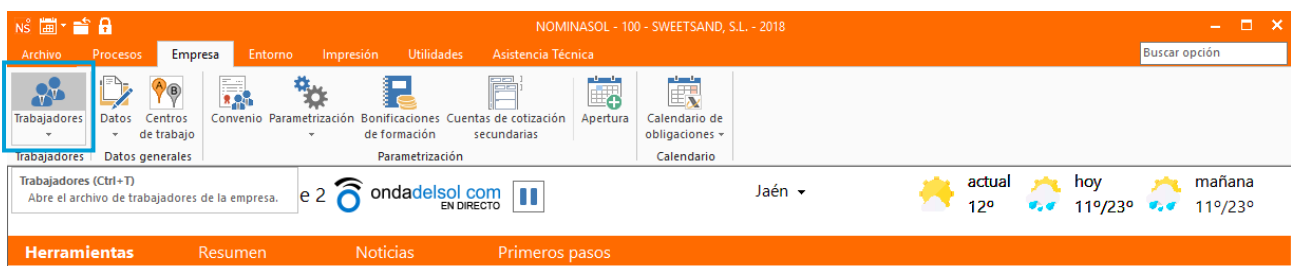 NS NOMINASOL - 100 - SWEETSAND, S.L. - 2018
Archivo Procesos Empresa Entorno Impresión Utilidades Asistencia Técnica Buscar opción
A B
Trabajadores Datos Centros de trabajo Convenio Parametrización Bonificaciones de formación Cuentas de cotización secundarias Apertura Calendario de obligaciones
Trabajadores Datos generales Parametrización Calendario
Trabajadores (Ctrl+T)
Abre el archivo de trabajadores de la empresa.
e 2 ondadelsol com EN DIRECTO Jaén actual 12º hoy 11º/23º mañana 11º/23º
Herramientas Resumen Noticias Primeros pasos